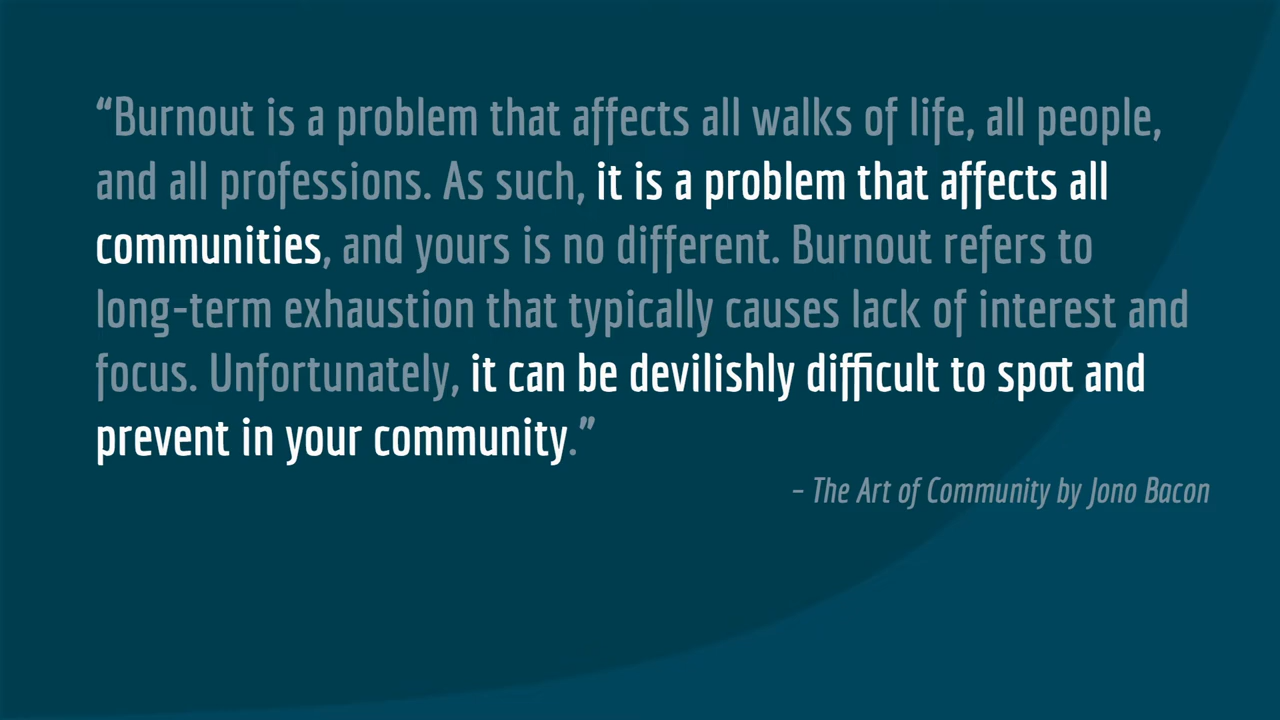 “Burnout is a problem that affects all walks of life, all people,
and all professions. As such, it is a problem that affects all
communities, and yours is no different. Burnout refers to
long-term exhaustion that typically causes lack of interest and
focus. Unfortunately, it can be devilishly difficult to spot and
prevent in your community.”
– The Art of Community by Jono Bacon